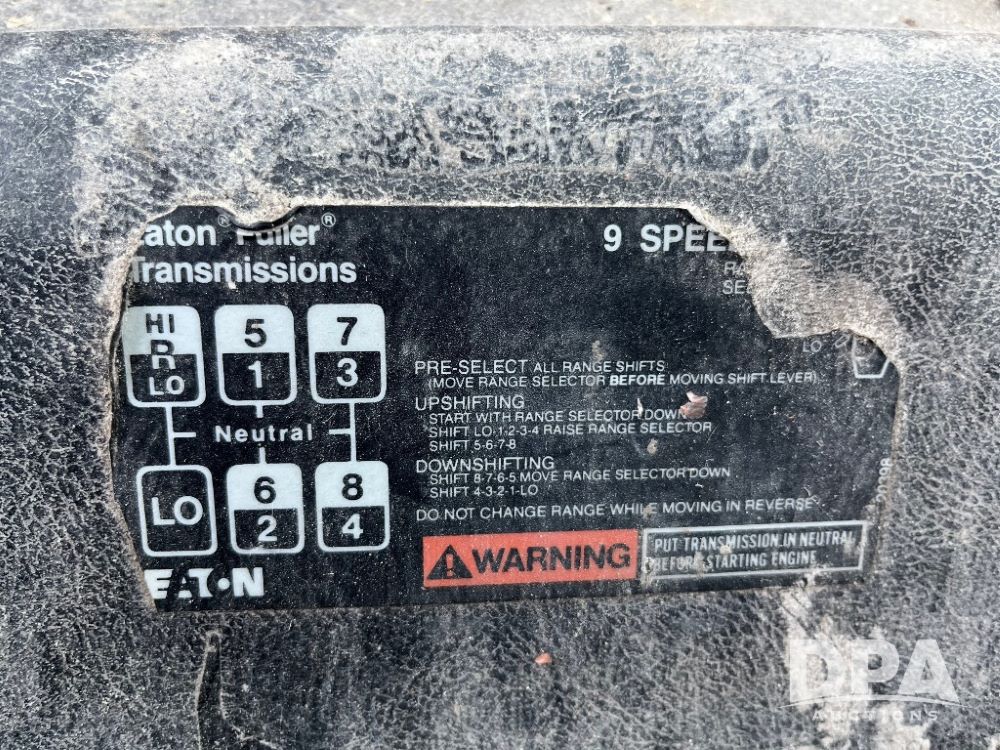 Fuller®
9
Transmissions
HI
R
LO
5
1
7
3
Neutral
LO
6
2
8
4
PRE-SELECT ALL RANGE SHIFTS
(MOVE RANGE SELECTOR BEFORE MOVING SHIFT LEVER)
LO
UPSHIFTING
START WITH RANGE SELECTOR DOWN
SHIFT LO-1-2-3-4 RAISE RANGE SELECTOR
SHIFT 5-6-7-8
DOWNSHIFTING
SHIFT 8-7-6-5 MOVE RANGE SELECTOR DOWN
SHIFT 4-3-2-1-LO
DO NOT CHANGE RANGE WHILE MOVING IN REVERSE
WARNING
PUT TRANSMISSION IN NEUTRAL
BEFORE STARTING ENGINE
EATON
DPA
AUCTIONS